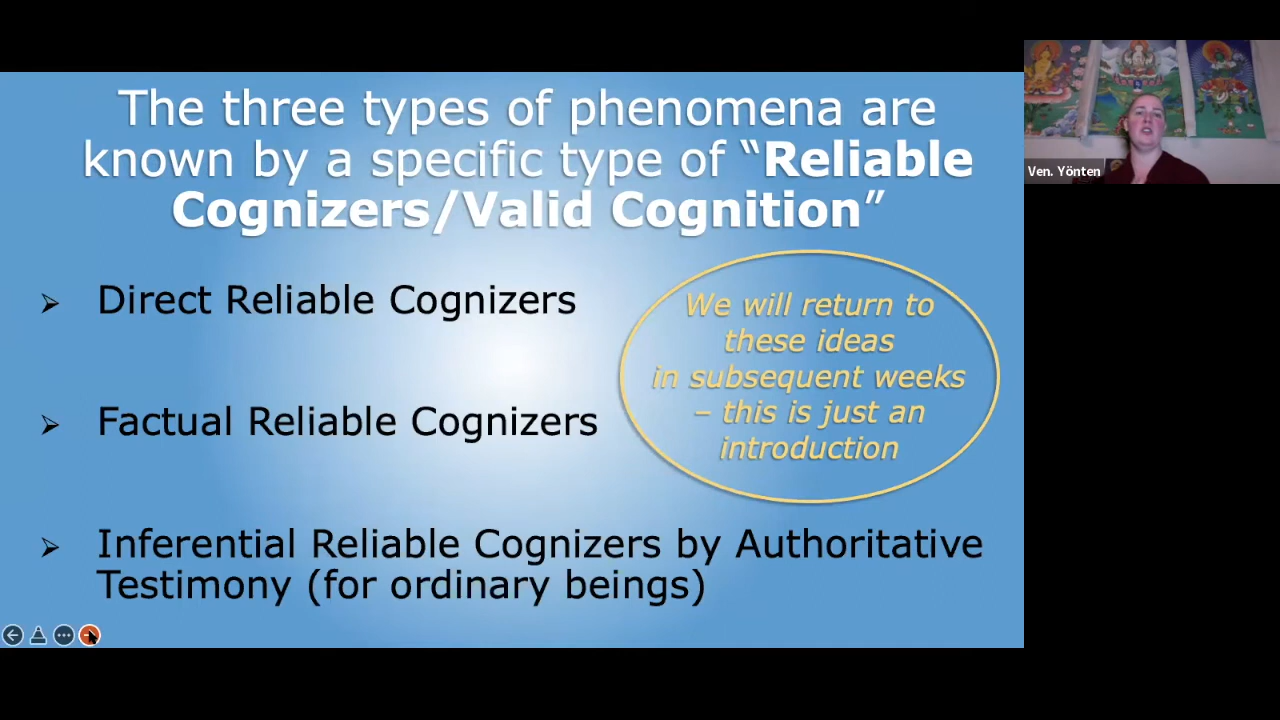 The three types of phenomena are
known by a specific type of “Reliable
Cognizers/Valid Cognition”
Direct Reliable Cognizers
We will return to
these ideas
in subsequent weeks
– this is just an
introduction
Factual Reliable Cognizers
Inferential Reliable Cognizers by Authoritative
Testimony (for ordinary beings)
Ven. Yönten